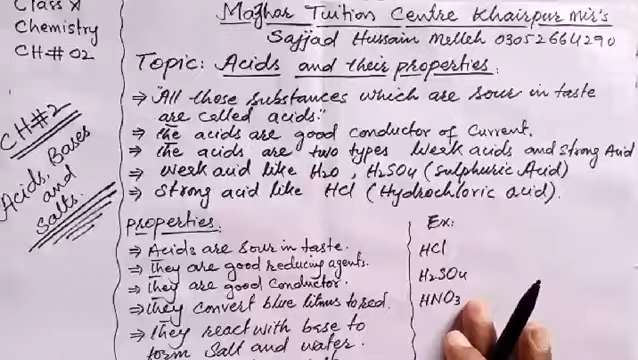 Class XI
Chemistry
CH# 02
CH#2
Acids, Bases
and
Salts.
Mazhar Tuition Centre Khairpur Mir's
Sajjad Hussain Melleh 03052664290
Topic: Acids and their properties.
⇒ "All those substances which are sour in taste
are called acids."
⇒ The acids are good conductor of Current.
⇒ The acids are two types Weak acids and Strong Acid
⇒ Weak acid like H2O, H2SO4 (Sulphuric Acid)
⇒ Strong acid like HCl (Hydrochloric acid).
Properties.
⇒ Acids are sour in taste.
⇒ They are good reducing agents.
⇒ They are good conductor.
⇒ They convert blue litmus to red.
⇒ They react with base to
form Salt and water.
Ex:
HCl
H2SO4
HNO3